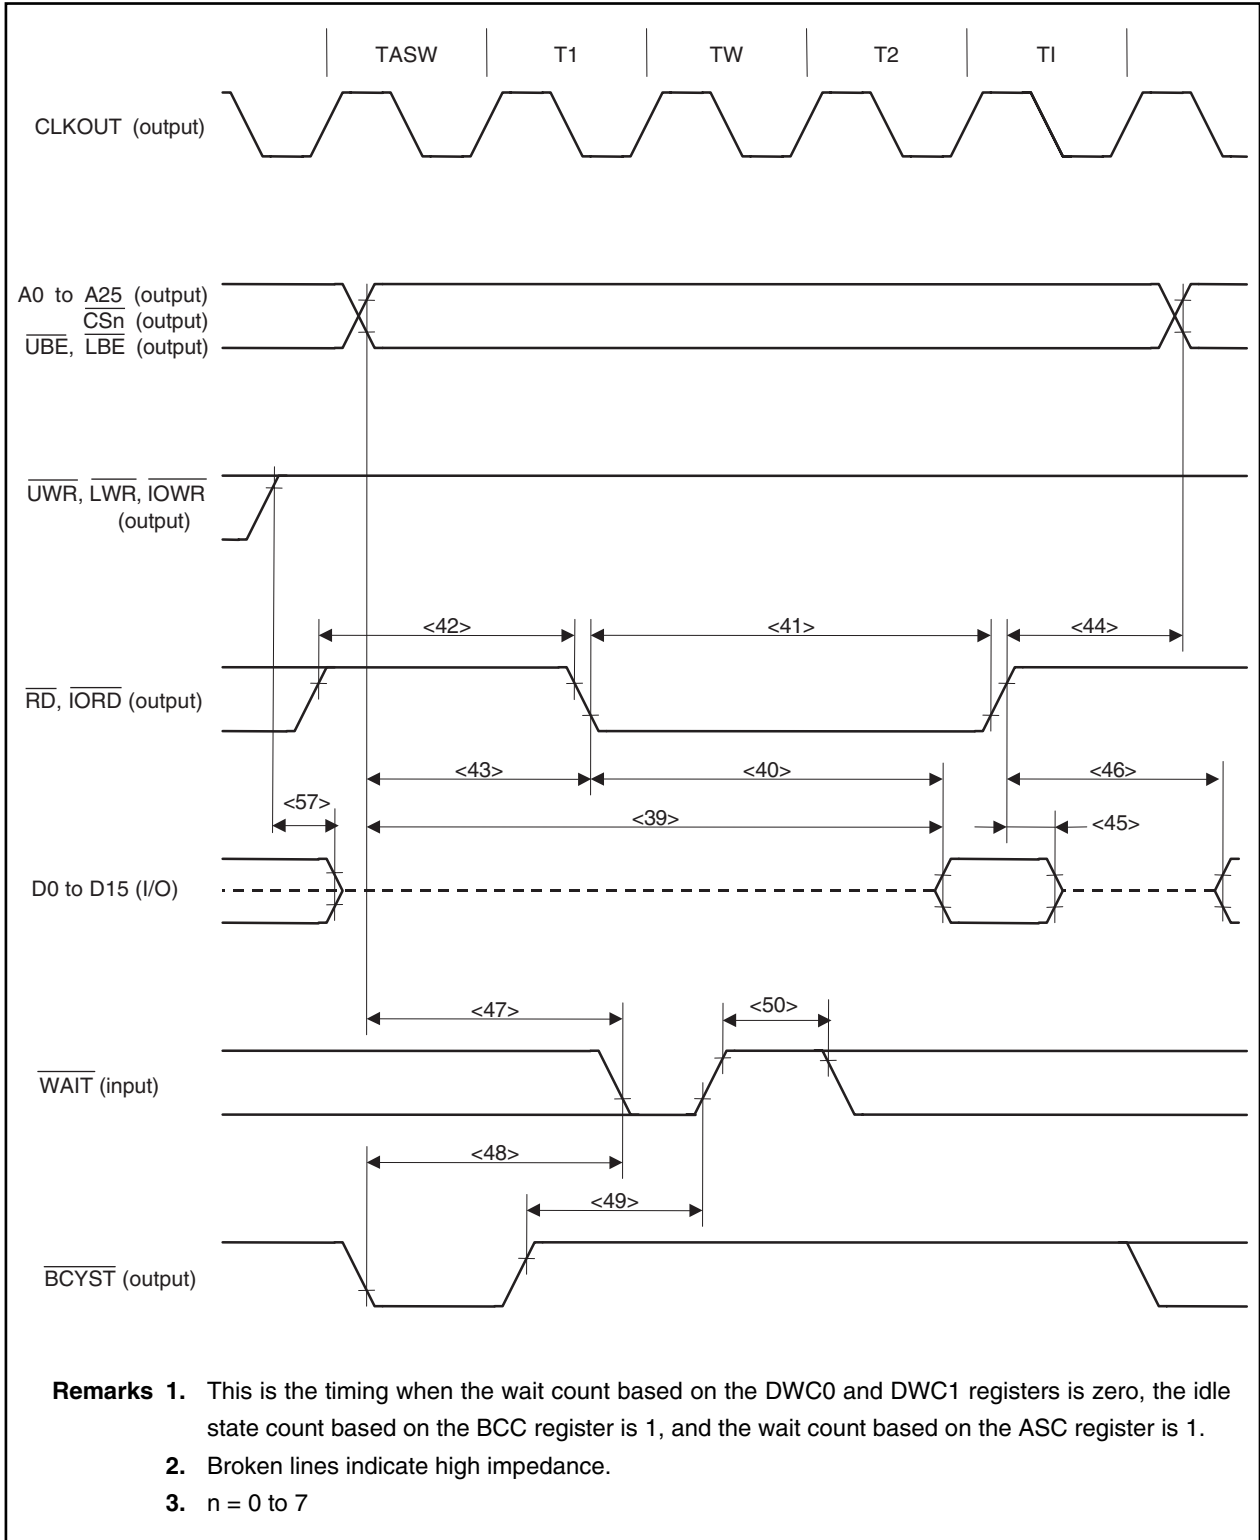 TASW T1 TW T2 TI
CLKOUT (output)
A0 to A25 (output)
CSn (output)
UBE, LBE (output)
UWR, LWR, IOWR
(output)
<42> <41> <44>
RD, IORD (output)
<43> <40> <46>
<57> <39> <45>
D0 to D15 (I/O)
<47> <50>
WAIT (input)
<48>
<49>
BCYST (output)
Remarks 1. This is the timing when the wait count based on the DWC0 and DWC1 registers is zero, the idle
state count based on the BCC register is 1, and the wait count based on the ASC register is 1.
2. Broken lines indicate high impedance.
3. n = 0 to 7